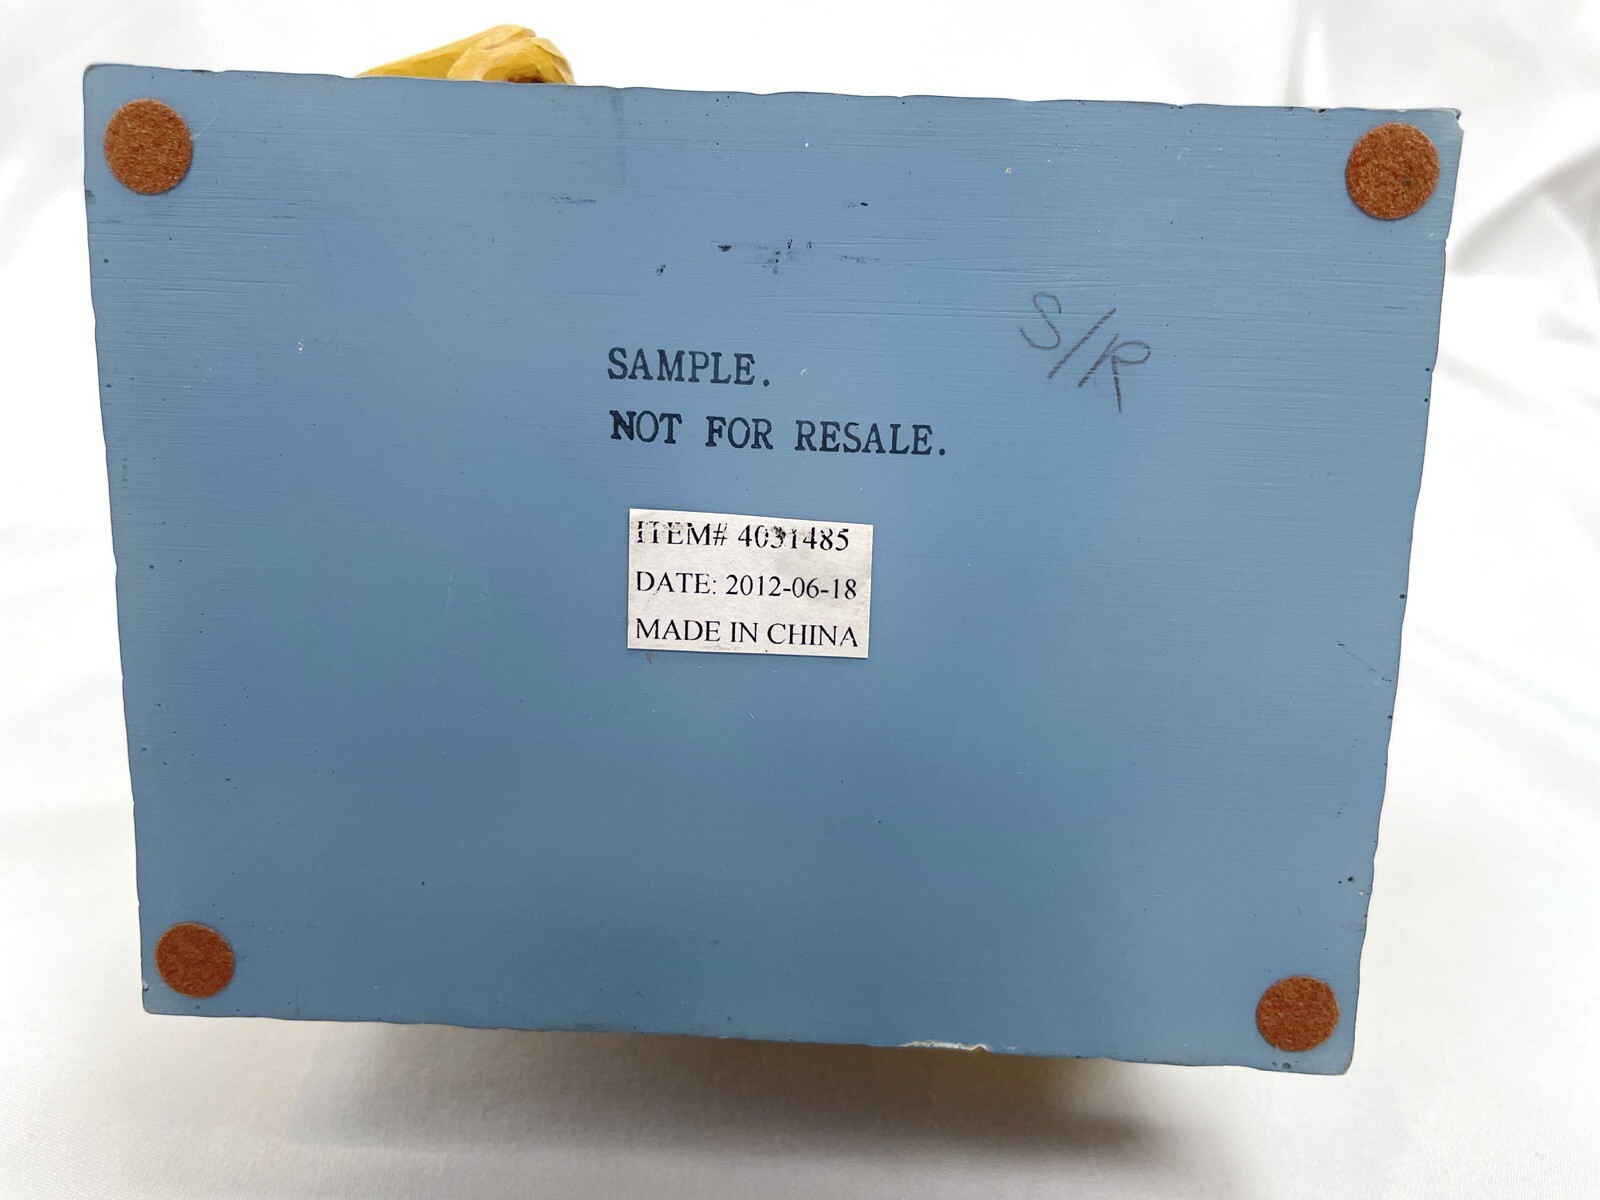 S/R
SAMPLE.
NOT FOR RESALE.
ITEM# 4031485
DATE: 2012-06-18
MADE IN CHINA